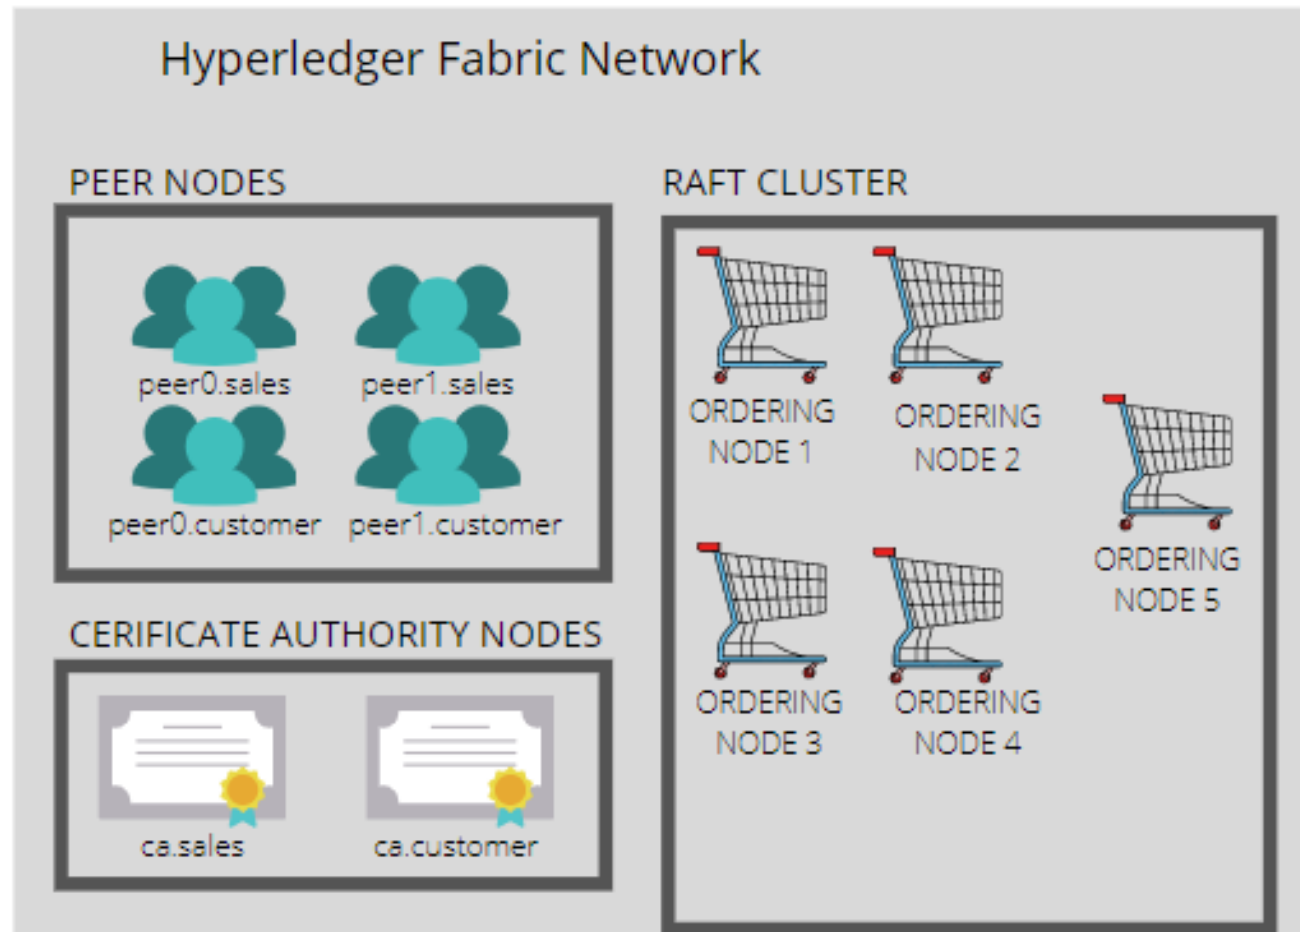 Hyperledger Fabric Network
PEER NODES
peer0.sales
peer1.sales
peer0.customer
peer1.customer
CERIFICATE AUTHORITY NODES
ca.sales
ca.customer
RAFT CLUSTER
ORDERING
NODE 1
ORDERING
NODE 2
ORDERING
NODE 5
ORDERING
NODE 3
ORDERING
NODE 4